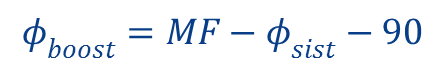 ϕ_boost = MF − ϕ_sist − 90